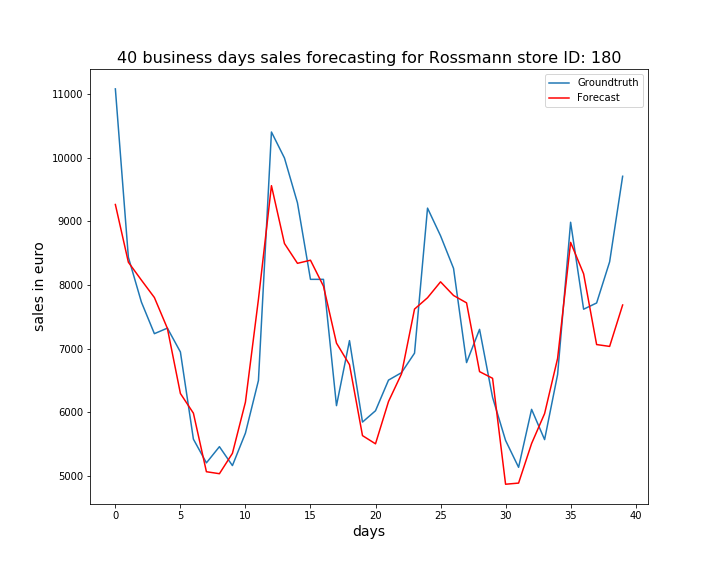 40 business days sales forecasting for Rossmann store ID: 180
Groundtruth
Forecast
11000
10000
9000
8000
7000
6000
5000
sales in euro
0 5 10 15 20 25 30 35 40
days